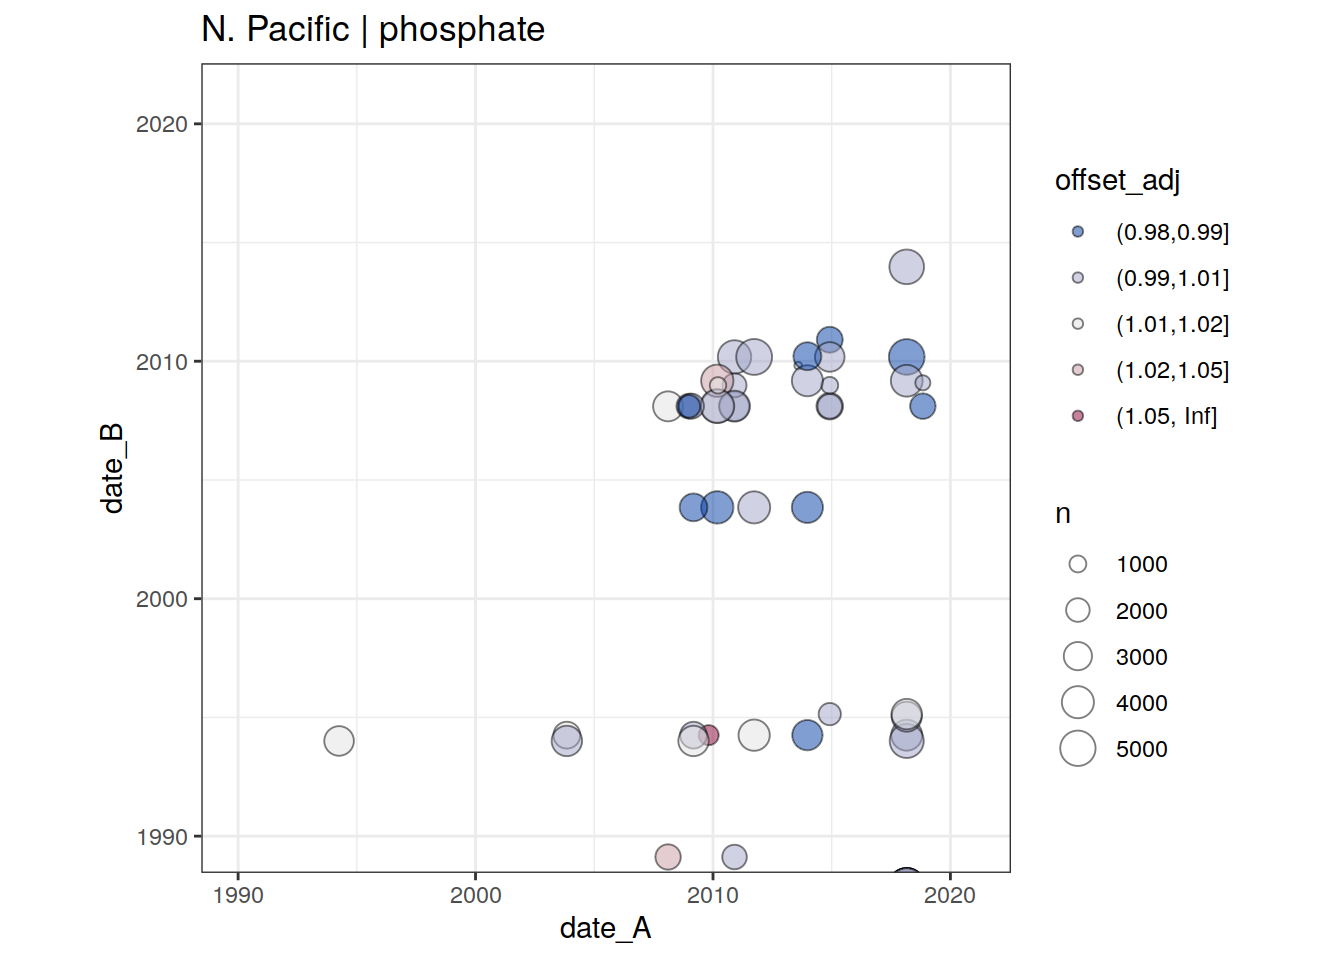 N. Pacific | phosphate
date_B
2020
2010
2000
1990
1990
2000
2010
2020
date_A
offset_adj
(0.98,0.99]
(0.99,1.01]
(1.01,1.02]
(1.02,1.05]
(1.05, Inf]
n
1000
2000
3000
4000
5000